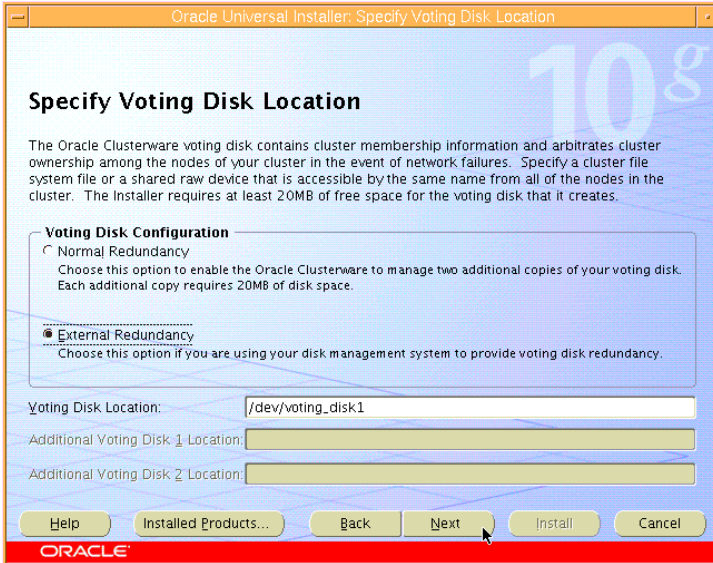 Oracle Universal Installer: Specify Voting Disk Location
10g
Specify Voting Disk Location
The Oracle Clusterware voting disk contains cluster membership information and arbitrates cluster
ownership among the nodes of your cluster in the event of network failures. Specify a cluster file
system file or a shared raw device that is accessible by the same name from all of the nodes in the
cluster. The Installer requires at least 20MB of free space for the voting disk that it creates.
Voting Disk Configuration
Normal Redundancy
Choose this option to enable the Oracle Clusterware to manage two additional copies of your voting disk.
Each additional copy requires 20MB of disk space.
External Redundancy
Choose this option if you are using your disk management system to provide voting disk redundancy.
Voting Disk Location: /dev/voting_disk1
Additional Voting Disk 1 Location:
Additional Voting Disk 2 Location:
Help Installed Products... Back Next Install Cancel
ORACLE